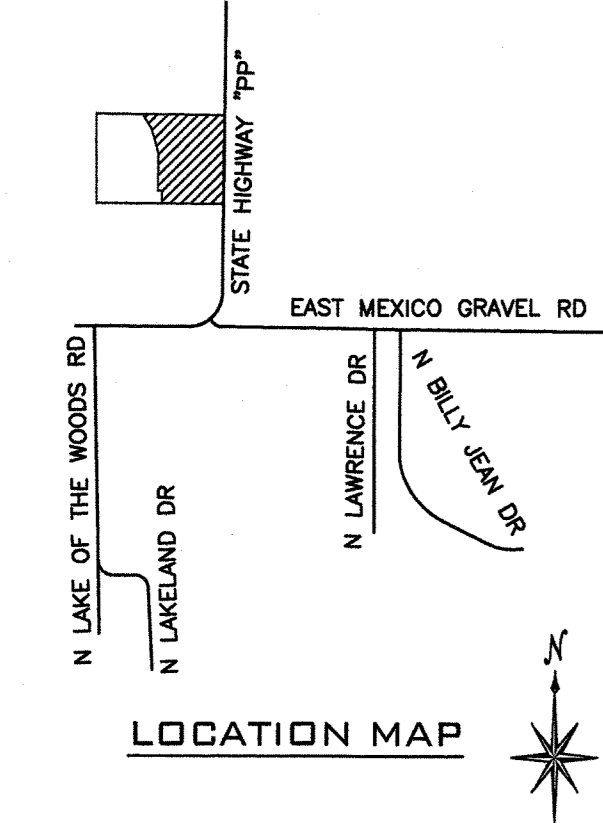 STATE HIGHWAY "PP"
EAST MEXICO GRAVEL RD
N LAKE OF THE WOODS RD
N LAKELAND DR
N LAWRENCE DR
N BILLY JEAN DR
N
LOCATION MAP